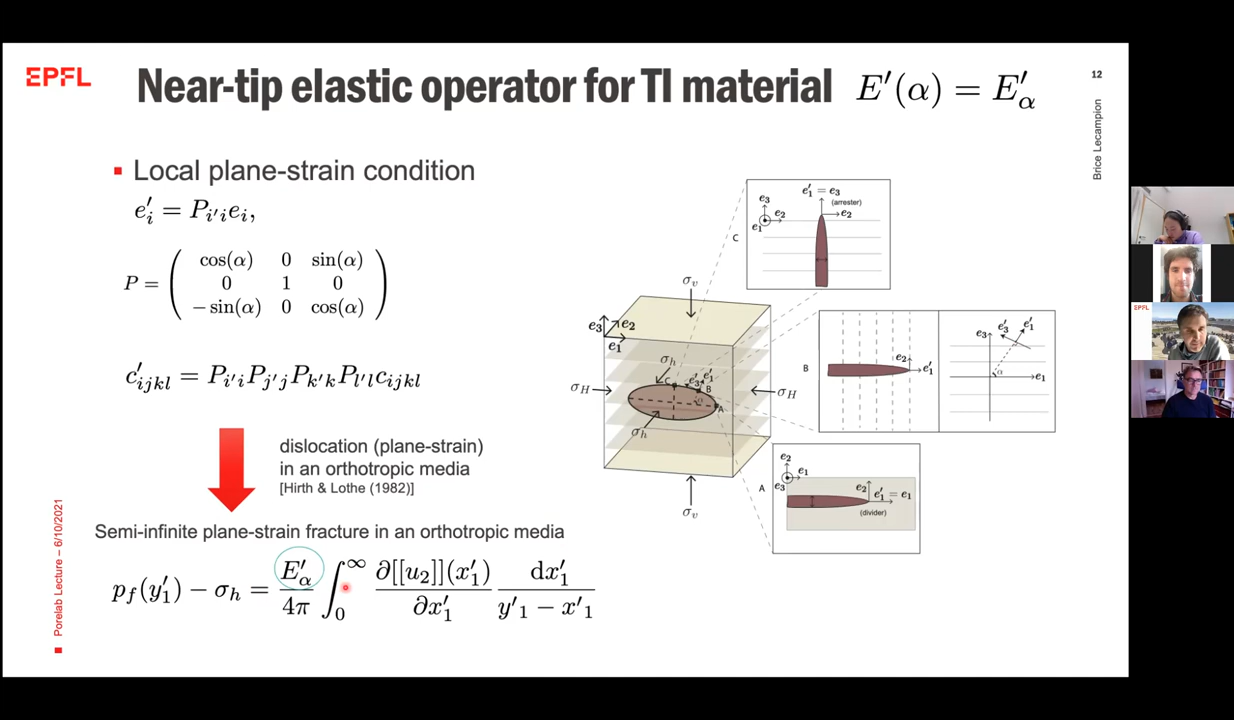 EPFL
Near-tip elastic operator for TI material E′(α) = E′_α
12
Brice Lecampion
▪ Local plane-strain condition
e′_i = P_{i′i}e_i,
P = ( cos(α) 0 sin(α)
0 1 0
− sin(α) 0 cos(α) )
c′_{ijkl} = P_{i′i}P_{j′j}P_{k′k}P_{l′l}c_{ijkl}
dislocation (plane-strain)
in an orthotropic media
[Hirth & Lothe (1982)]
Semi-infinite plane-strain fracture in an orthotropic media
p_f(y′_1) − σ_h = E′_α/4π ∫_0^∞ ∂[[u_2]](x′_1)/∂x′_1 dx′_1/y′_1 − x′_1
Porelab Lecture – 6/10/2021
e_3
e_2
e_1
σ_v
σ_h
σ_H
σ_H
C
e′_3
e′_1
B
α
A
σ_h
σ_v
C
e_3
e_2
e_1
e′_1 = e_3
(arrester)
e_2
B
e_2
e′_1
e_3
e′_3
e′_1
α
e_1
A
e_2
e_1
e_3
e_2
e′_1 = e_1
(divider)
EPFL